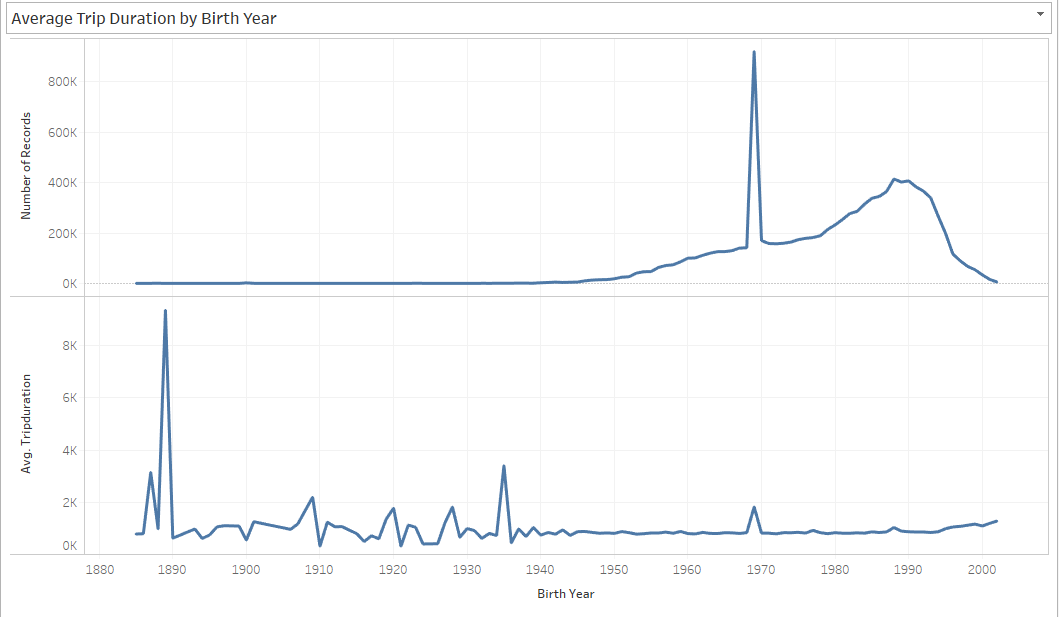 Average Trip Duration by Birth Year
Number of Records
800K
600K
400K
200K
0K
Avg. Tripduration
8K
6K
4K
2K
0K
1880 1890 1900 1910 1920 1930 1940 1950 1960 1970 1980 1990 2000
Birth Year